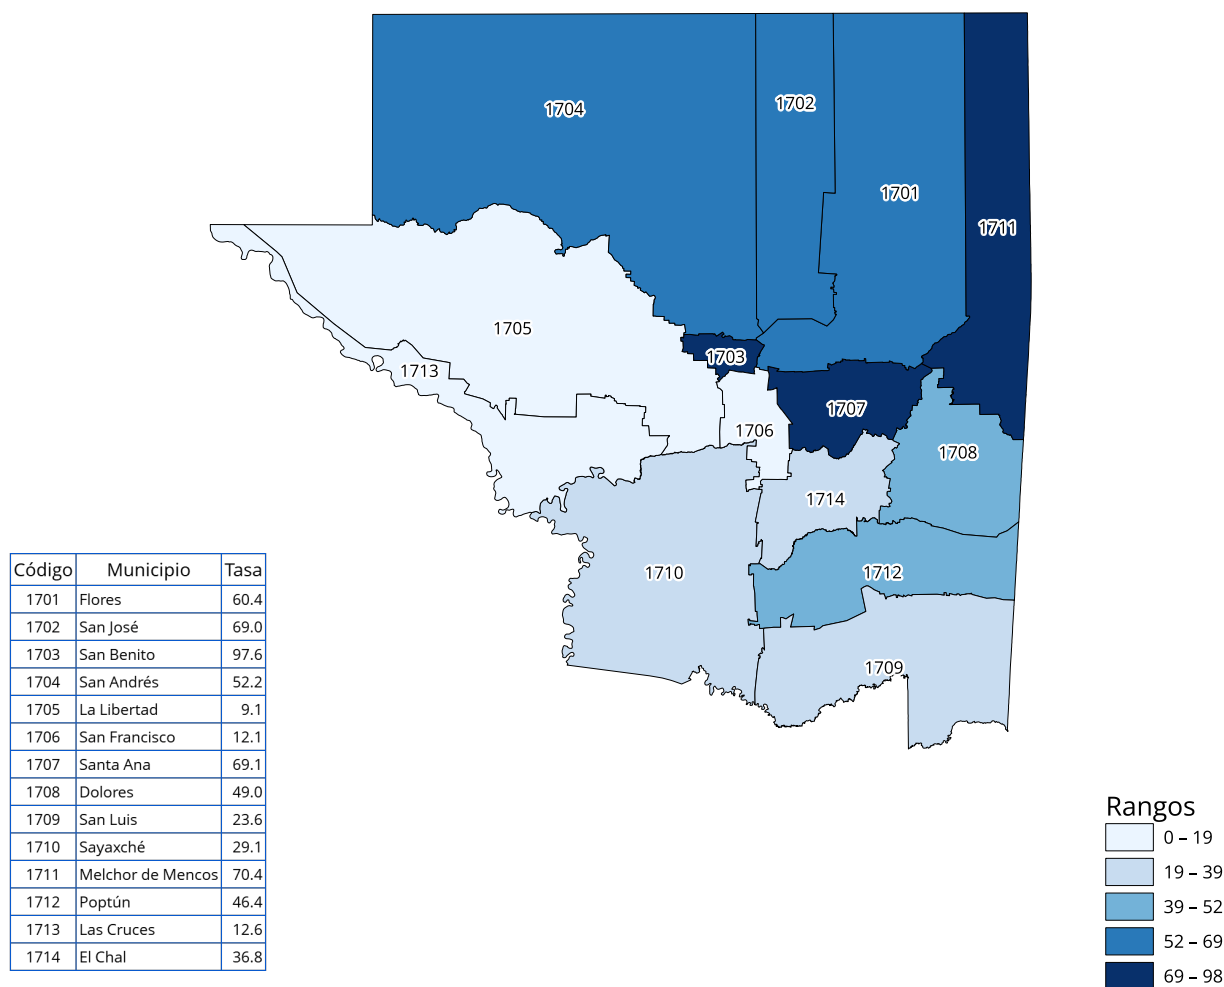 1704
1702
1701
1711
1705
1703
1713
1707
1706
1708
1714
1710
1712
1709
Código Municipio Tasa
1701 Flores 60.4
1702 San José 69.0
1703 San Benito 97.6
1704 San Andrés 52.2
1705 La Libertad 9.1
1706 San Francisco 12.1
1707 Santa Ana 69.1
1708 Dolores 49.0
1709 San Luis 23.6
1710 Sayaxché 29.1
1711 Melchor de Mencos 70.4
1712 Poptún 46.4
1713 Las Cruces 12.6
1714 El Chal 36.8
Rangos
0 – 19
19 – 39
39 – 52
52 – 69
69 – 98